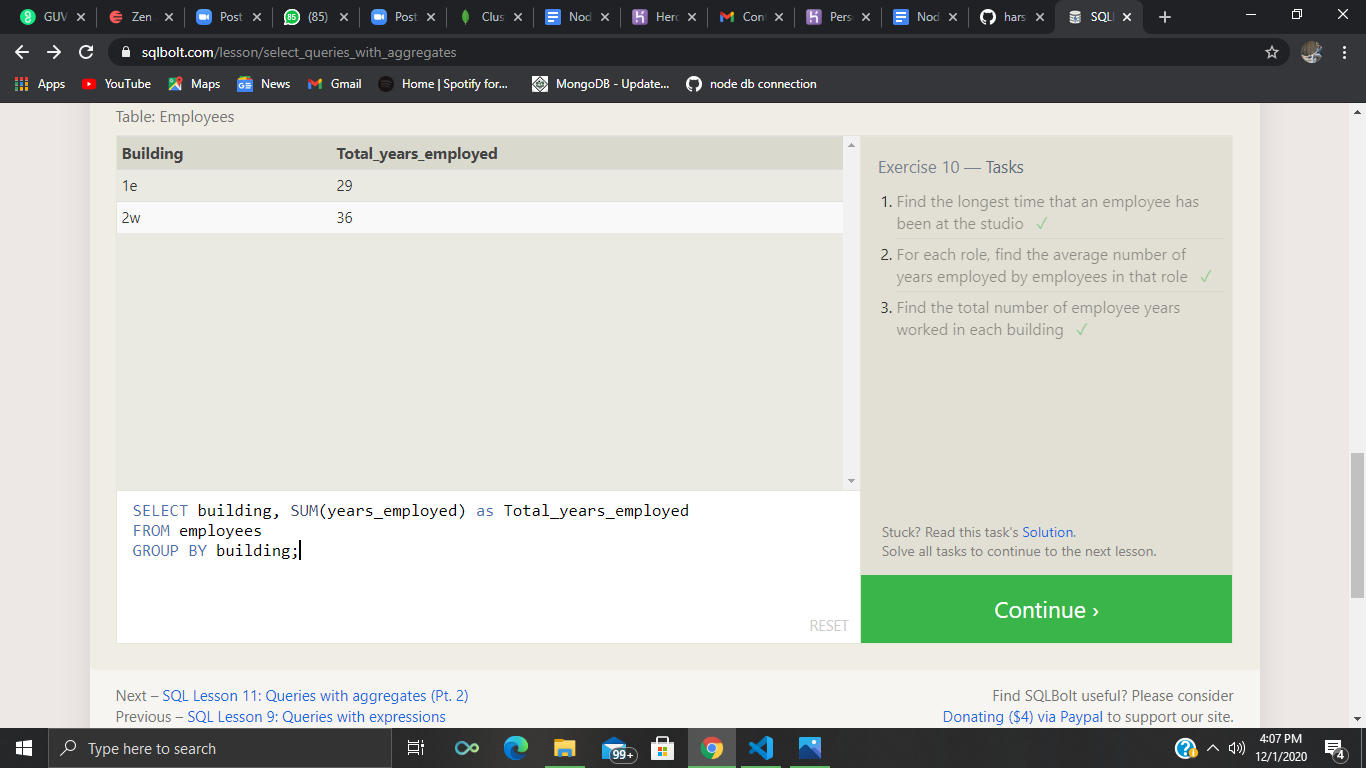 GUV
Zen
Post
(85)
Post
Clus
Nod
Hero
Cont
Pers
Nod
hars
SQL
sqlbolt.com/lesson/select_queries_with_aggregates
Apps
YouTube
Maps
News
Gmail
Home | Spotify for...
MongoDB - Update...
node db connection
Table: Employees
Building Total_years_employed
1e 29
2w 36
Exercise 10 — Tasks
1. Find the longest time that an employee has
been at the studio ✓
2. For each role, find the average number of
years employed by employees in that role ✓
3. Find the total number of employee years
worked in each building ✓
SELECT building, SUM(years_employed) as Total_years_employed
FROM employees
GROUP BY building;
RESET
Stuck? Read this task's Solution.
Solve all tasks to continue to the next lesson.
Continue ›
Next – SQL Lesson 11: Queries with aggregates (Pt. 2)
Previous – SQL Lesson 9: Queries with expressions
Find SQLBolt useful? Please consider
Donating ($4) via Paypal to support our site.
Type here to search
99+
4:07 PM
12/1/2020
4